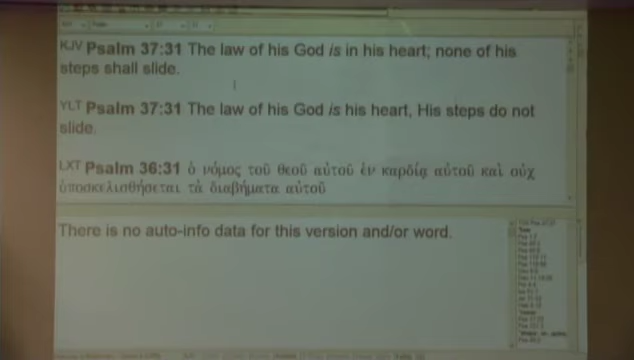 KJV Psalm 37:31 The law of his God is in his heart; none of his
steps shall slide.
YLT Psalm 37:31 The law of his God is his heart, His steps do not
slide.
LXT Psalm 36:31 ὁ νόμος τοῦ θεοῦ αὐτοῦ ἐν καρδίᾳ αὐτοῦ καὶ οὐχ
ὑποσκελισθήσεται τὰ διαβήματα αὐτοῦ
There is no auto-info data for this version and/or word.